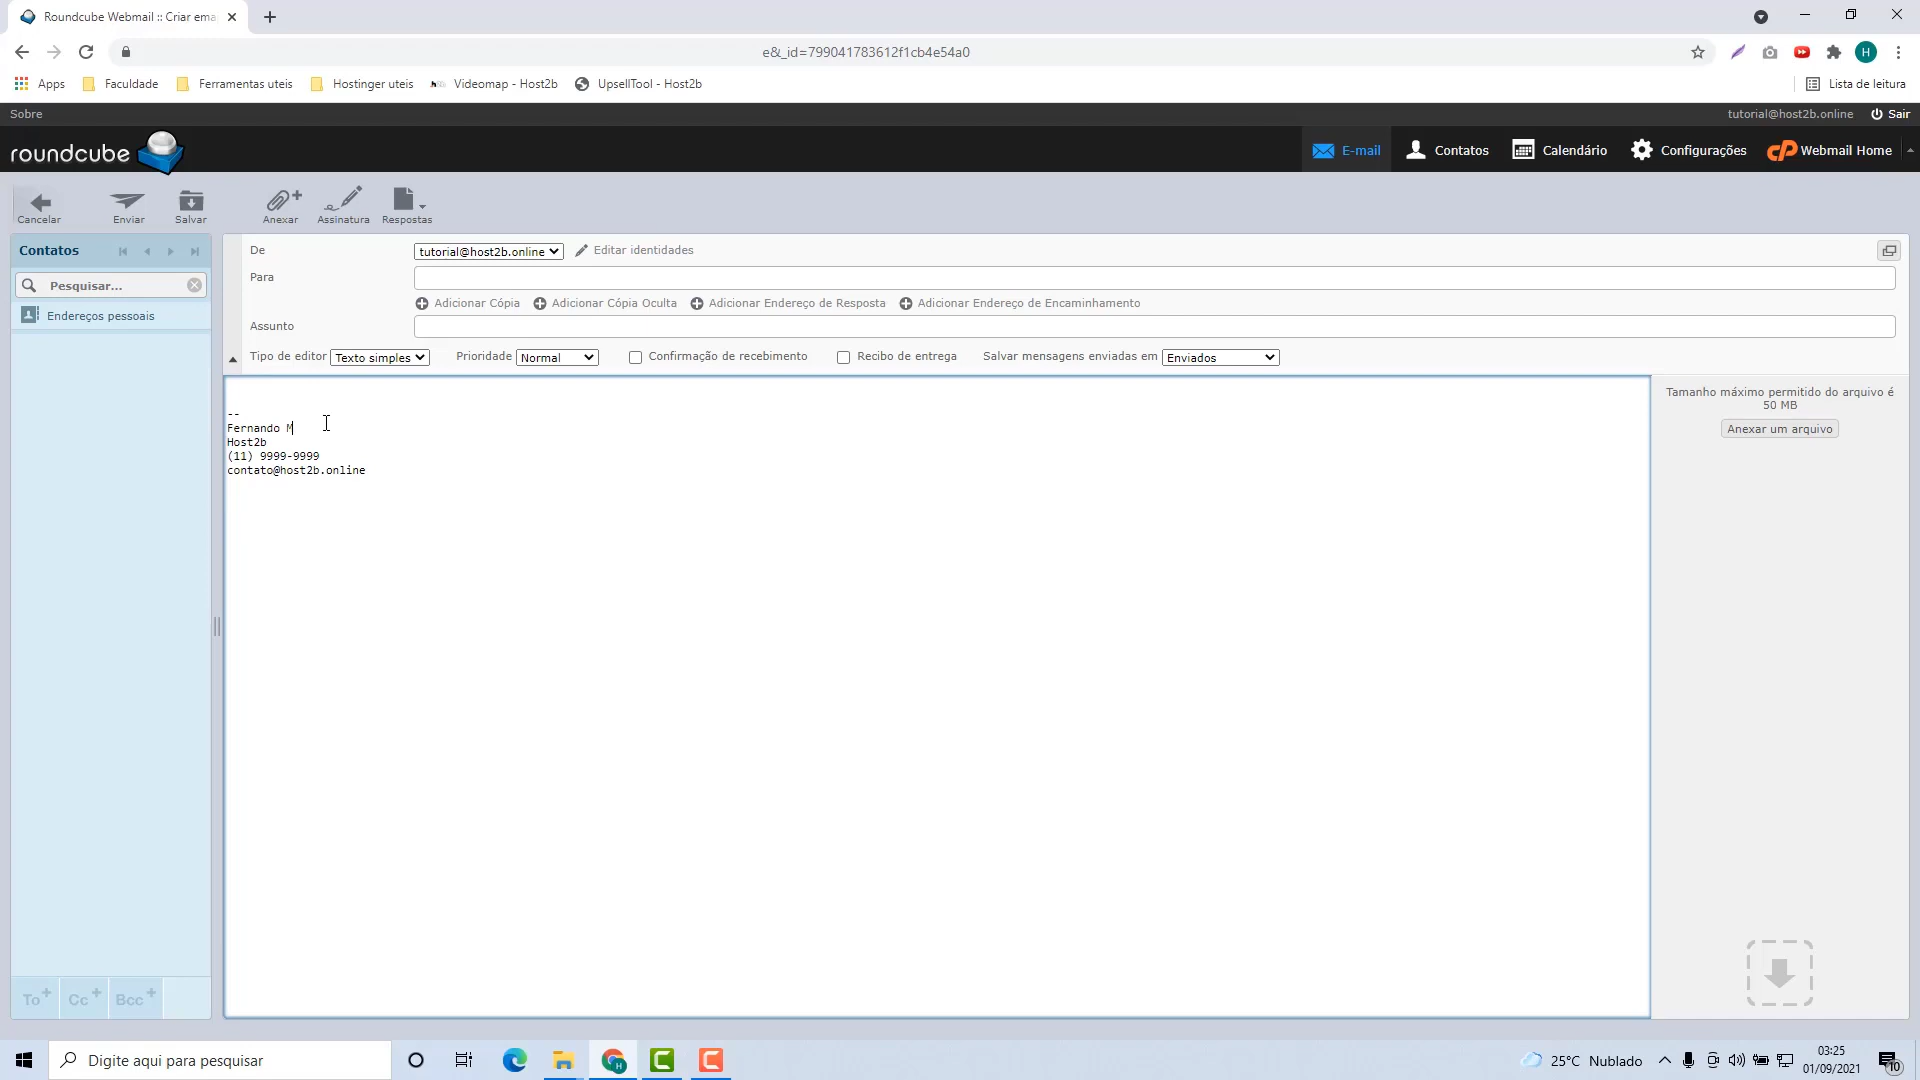 Roundcube Webmail :: Criar ema
e&_id=799041783612f1cb4e54a0
H
Apps
Faculdade
Ferramentas uteis
Hostinger uteis
Videomap - Host2b
UpsellTool - Host2b
Lista de leitura
Sobre
tutorial@host2b.online
Sair
roundcube
E-mail
Contatos
Calendário
Configurações
cP Webmail Home
Cancelar
Enviar
Salvar
Anexar
Assinatura
Respostas
Contatos
Pesquisar...
Endereços pessoais
De
tutorial@host2b.online
Editar identidades
Para
Adicionar Cópia
Adicionar Cópia Oculta
Adicionar Endereço de Resposta
Adicionar Endereço de Encaminhamento
Assunto
Tipo de editor
Texto simples
Prioridade
Normal
Confirmação de recebimento
Recibo de entrega
Salvar mensagens enviadas em
Enviados
--
Fernando M
Host2b
(11) 9999-9999
contato@host2b.online
Tamanho máximo permitido do arquivo é
50 MB
Anexar um arquivo
To+
Cc+
Bcc+
Digite aqui para pesquisar
25°C Nublado
03:25
01/09/2021
10